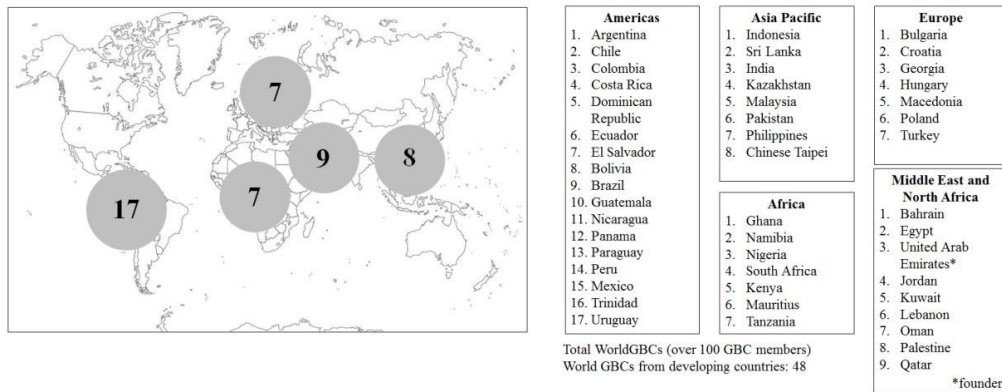 7
9
8
17
7
Americas
1. Argentina
2. Chile
3. Colombia
4. Costa Rica
5. Dominican
Republic
6. Ecuador
7. El Salvador
8. Bolivia
9. Brazil
10. Guatemala
11. Nicaragua
12. Panama
13. Paraguay
14. Peru
15. Mexico
16. Trinidad
17. Uruguay
Asia Pacific
1. Indonesia
2. Sri Lanka
3. India
4. Kazakhstan
5. Malaysia
6. Pakistan
7. Philippines
8. Chinese Taipei
Africa
1. Ghana
2. Namibia
3. Nigeria
4. South Africa
5. Kenya
6. Mauritius
7. Tanzania
Europe
1. Bulgaria
2. Croatia
3. Georgia
4. Hungary
5. Macedonia
6. Poland
7. Turkey
Middle East and
North Africa
1. Bahrain
2. Egypt
3. United Arab
Emirates*
4. Jordan
5. Kuwait
6. Lebanon
7. Oman
8. Palestine
9. Qatar
*founder
Total WorldGBCs (over 100 GBC members)
World GBCs from developing countries: 48